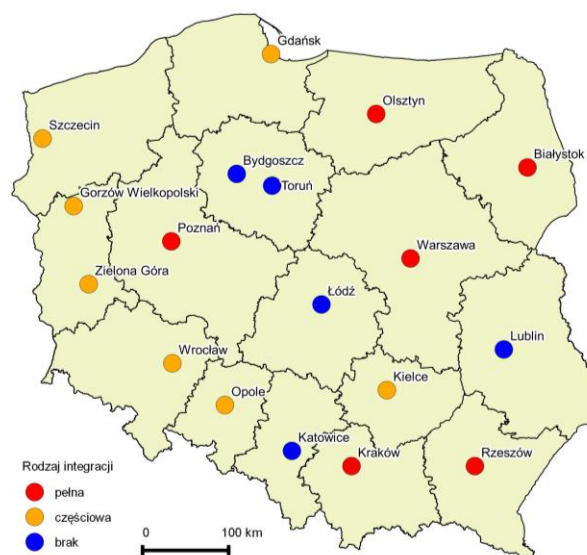 Gdańsk
Olsztyn
Szczecin
Bydgoszcz
Białystok
Toruń
Gorzów Wielkopolski
Poznań
Warszawa
Zielona Góra
Łódź
Lublin
Wrocław
Kielce
Opole
Katowice
Kraków
Rzeszów
Rodzaj integracji
pełna
częściowa
brak
0 100 km